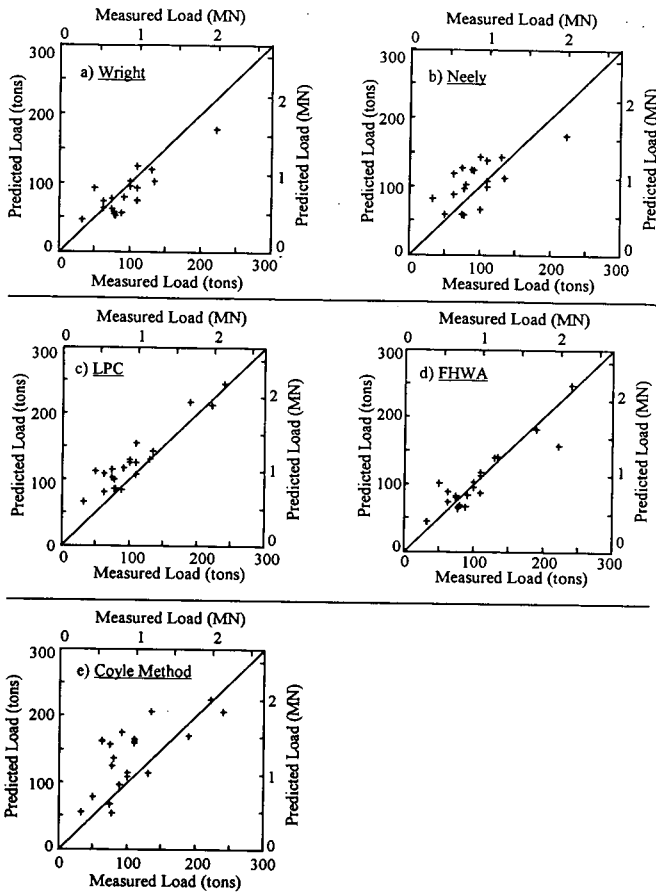 Measured Load (MN)
0 1 2
300
200
100
0
Predicted Load (tons)
a) Wright
2
1
0
Predicted Load (MN)
0 100 200 300
Measured Load (tons)
Measured Load (MN)
0 1 2
300
200
100
0
Predicted Load (tons)
b) Neely
2
1
0
Predicted Load (MN)
0 100 200 300
Measured Load (tons)
Measured Load (MN)
0 1 2
300
200
100
0
Predicted Load (tons)
c) LPC
2
1
0
Predicted Load (MN)
0 100 200 300
Measured Load (tons)
Measured Load (MN)
0 1 2
300
200
100
0
Predicted Load (tons)
d) FHWA
2
1
0
Predicted Load (MN)
0 100 200 300
Measured Load (tons)
Measured Load (MN)
0 1 2
300
200
100
0
Predicted Load (tons)
e) Coyle Method
2
1
0
Predicted Load (MN)
0 100 200 300
Measured Load (tons)